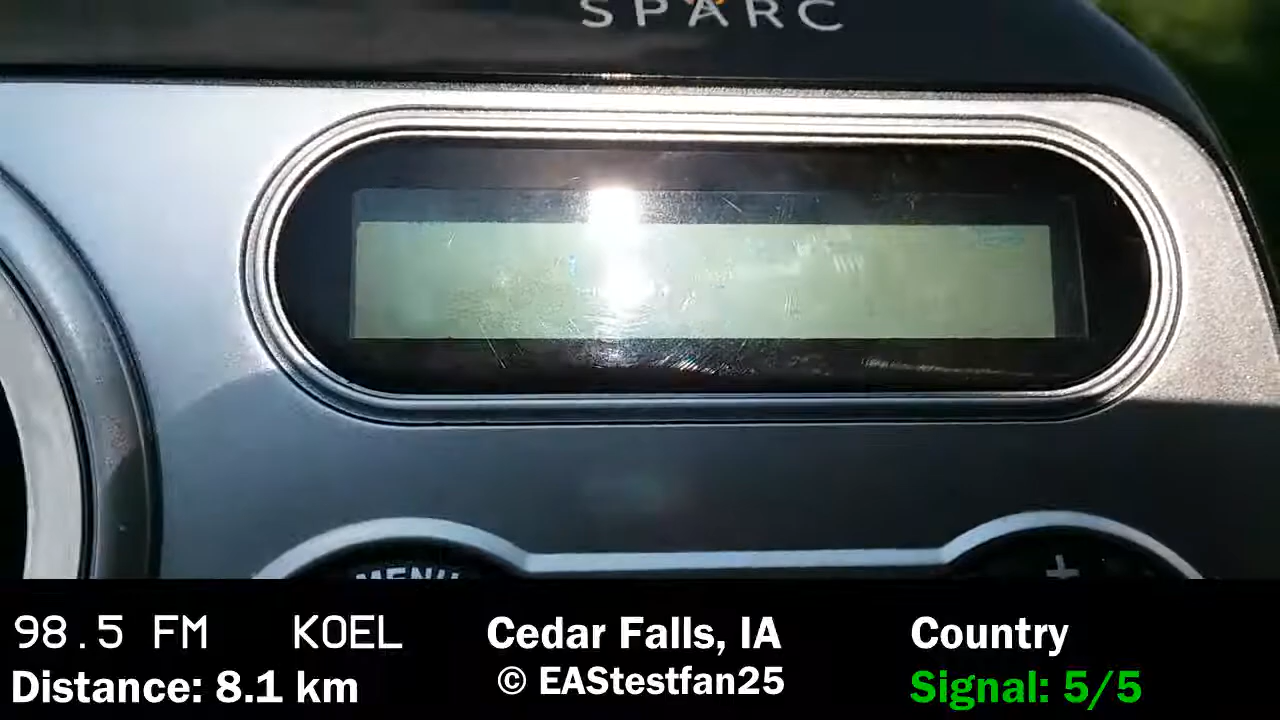 SPARC
MENU
+
98.5 FM KOEL Cedar Falls, IA Country
Distance: 8.1 km © EAStestfan25 Signal: 5/5